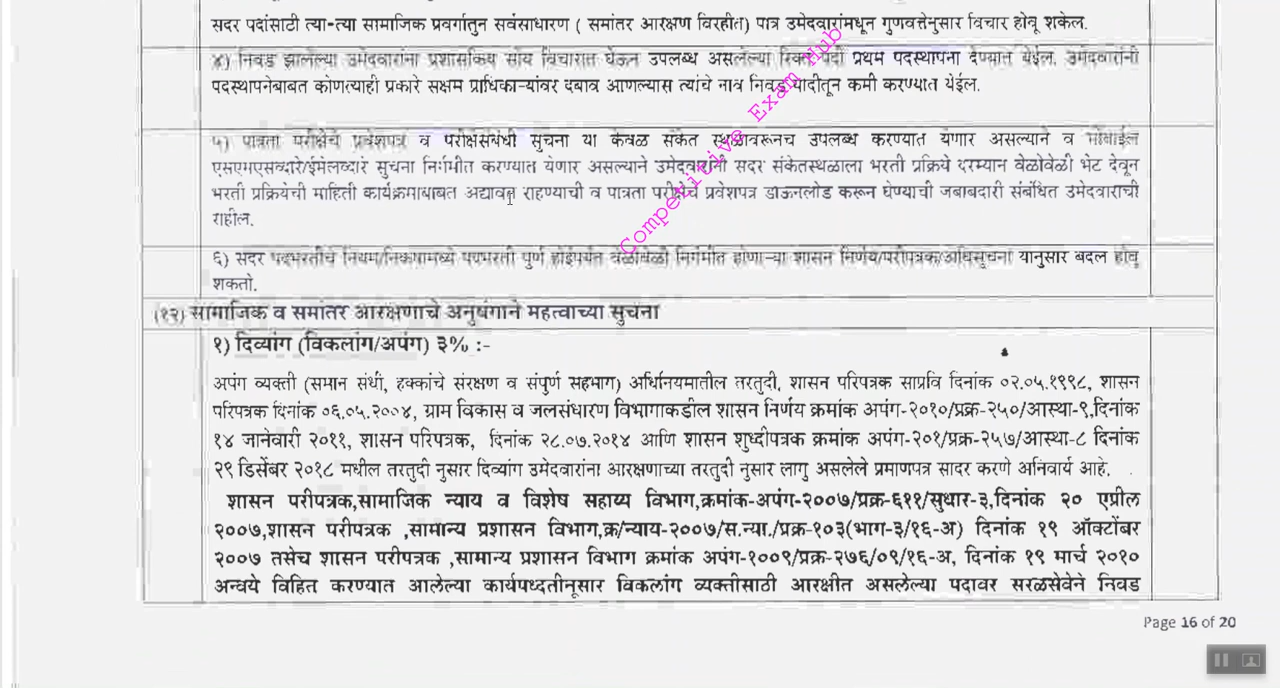 सदर पदांसाटी त्या-त्या सामाजिक प्रवर्गातुन सर्वसाधारण ( समांतर आरक्षण विरहीत) पात्र उमेदवारांमधून गुणवत्तेनुसार विचार होवू शकेल.
४) निवड झालेल्या उमेदवारांना प्रशासकिय सोय विचारात घेऊन उपलब्ध असलेल्या रिक्त पदी प्रथम पदस्थापना देण्यात येईल. उमेदवारांनी
पदस्थापनेबाबत कोणत्याही प्रकारे सक्षम प्राधिकाऱ्यांवर दबाव आणल्यास त्यांचे नाव निवड यादीतून कमी करण्यात येईल.
५) पात्रता परीक्षेचे प्रवेशपत्र व परीक्षेसंबंधी सुचना या केवळ संकेत स्थळावरूनच उपलब्ध करण्यात येणार असल्याने व मोबाईल
एसएमएसव्दारे/ईमेलव्दारे सुचना निर्गमीत करण्यात येणार असल्याने उमेदवारांनी सदर संकेतस्थळाला भरती प्रक्रिये दरम्यान वेळोवेळी भेट देवून
भरती प्रक्रियेची माहिती कार्यक्रमाबाबत अद्यावत राहण्याची व पात्रता परीक्षेचे प्रवेशपत्र डाऊनलोड करून घेण्याची जबाबदारी संबंधित उमेदवाराची
राहील.
६) सदर पदभरतीचे नियम/निकषामध्ये पदभरती पुर्ण होईपर्यंत वेळोवेळी निर्गमीत होणाऱ्या शासन निर्णय/परीपत्रक/अधिसुचना यानुसार बदल होवु
शकतो.
(१२) सामाजिक व समांतर आरक्षणाचे अनुषंगाने महत्वाच्या सुचना
१) दिव्यांग (विकलांग/अपंग) ३% :-
अपंग व्यक्ती (समान संधी, हक्कांचे संरक्षण व संपुर्ण सहभाग) अधिनियमातील तरतुदी, शासन परिपत्रक साप्रवि दिनांक ०२.०५.१९९८, शासन
परिपत्रक दिनांक ०६.०५.२००४, ग्राम विकास व जलसंधारण विभागाकडील शासन निर्णय क्रमांक अपंग-२०१०/प्रक्र-२५०/आस्था-९,दिनांक
१४ जानेवारी २०११, शासन परिपत्रक, दिनांक २८.०७.२०१४ आणि शासन शुध्दीपत्रक क्रमांक अपंग-२०१/प्रक्र-२५७/आस्था-८ दिनांक
२९ डिसेंबर २०१८ मधील तरतुदी नुसार दिव्यांग उमेदवारांना आरक्षणाच्या तरतुदी नुसार लागु असलेले प्रमाणपत्र सादर करणे अनिवार्य आहे.
शासन परीपत्रक,सामाजिक न्याय व विशेष सहाय्य विभाग,क्रमांक-अपंग-२००७/प्रक्र-६११/सुधार-३,दिनांक २० एप्रील
२००७,शासन परीपत्रक ,सामान्य प्रशासन विभाग,क्र/न्याय-२००७/स.न्या./प्रक्र-१०३(भाग-३/१६-अ) दिनांक १९ ऑक्टोंबर
२००७ तसेच शासन परीपत्रक ,सामान्य प्रशासन विभाग क्रमांक अपंग-१००९/प्रक्र-२७६/०९/१६-अ, दिनांक १९ मार्च २०१०
अन्वये विहित करण्यात आलेल्या कार्यपध्दतीनूसार विकलांग व्यक्तीसाठी आरक्षीत असलेल्या पदावर सरळसेवेने निवड
Competitive Exam Hub
Page 16 of 20